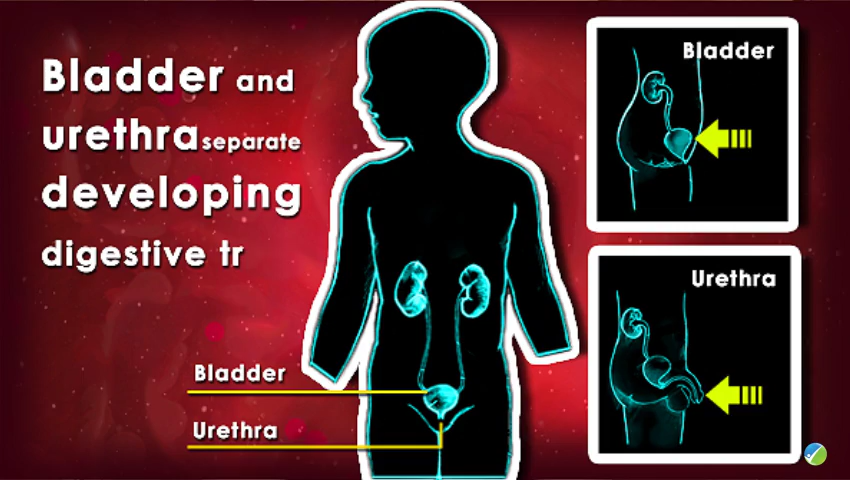 Bladder and
urethra separate
developing
digestive tr
Bladder
Urethra
Bladder
Urethra